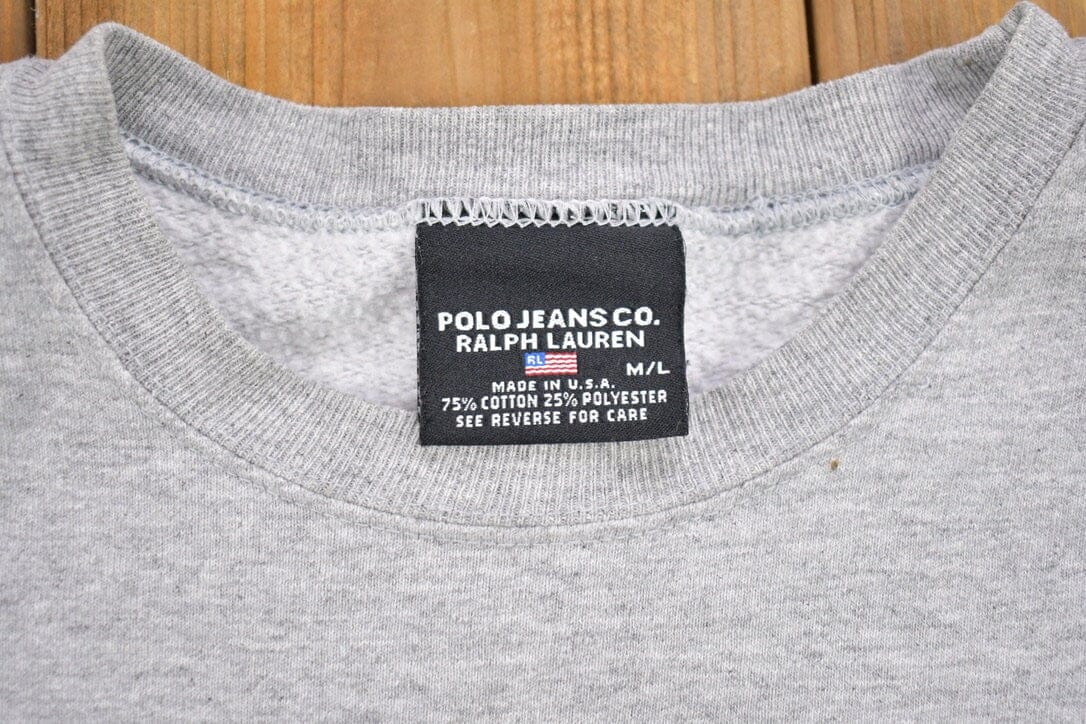 POLO JEANS CO.
RALPH LAUREN
RL
M/L
MADE IN U.S.A.
75% COTTON 25% POLYESTER
SEE REVERSE FOR CARE